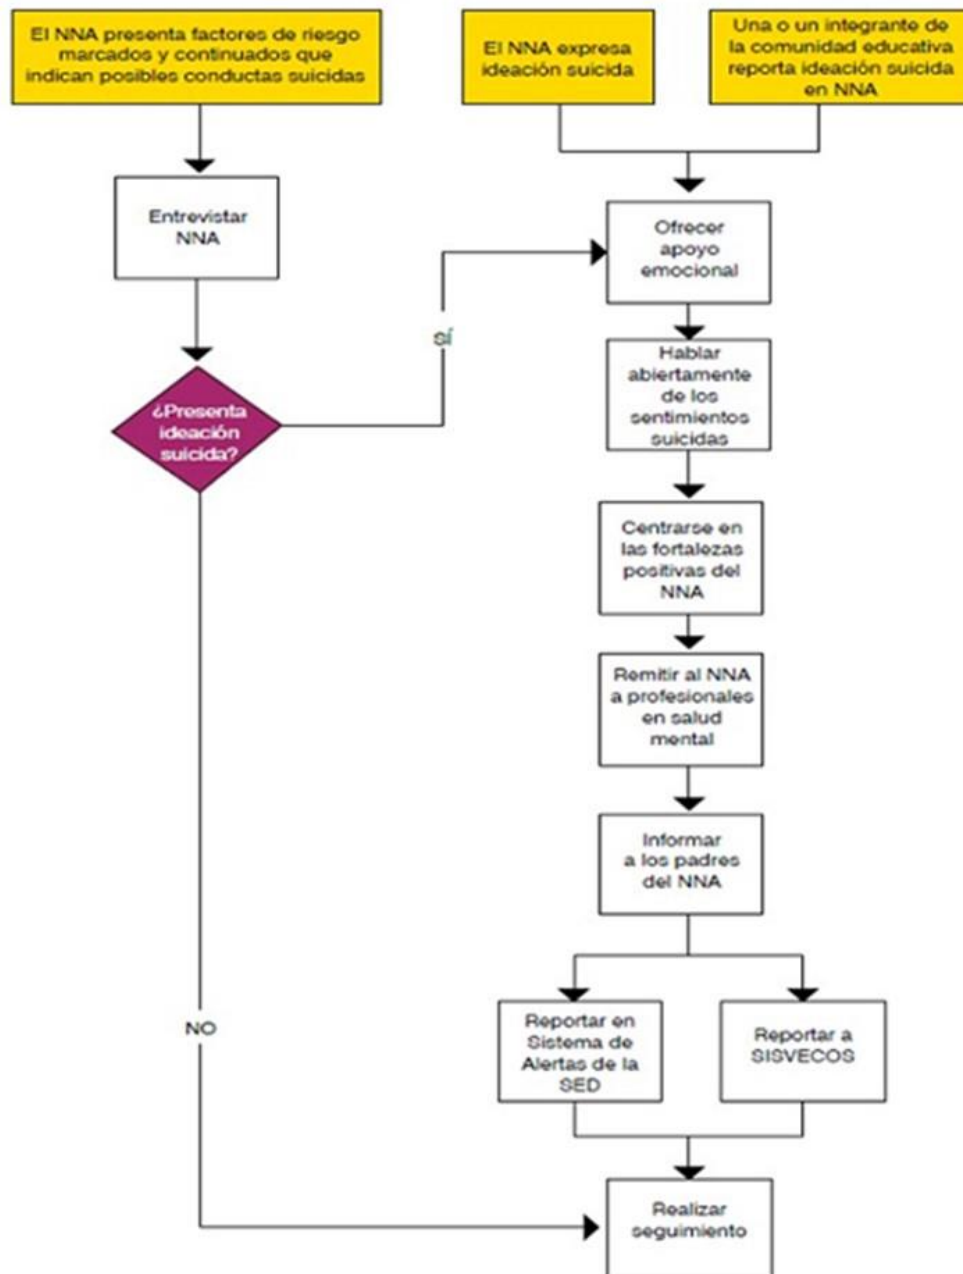 El NNA presenta factores de riesgo
marcados y continuados que
indican posibles conductas suicidas
El NNA expresa
ideación suicida
Una o un integrante de
la comunidad educativa
reporta ideación suicida
en NNA
Entrevistar
NNA
¿Presenta
ideación
suicida?
SÍ
NO
Ofrecer
apoyo
emocional
Hablar
abiertamente
de los
sentimientos
suicidas
Centrarse en
las fortalezas
positivas del
NNA
Remitir al NNA
a profesionales
en salud
mental
Informar
a los padres
del NNA
Reportar en
Sistema de
Alertas de la
SED
Reportar a
SISVECOS
Realizar
seguimiento